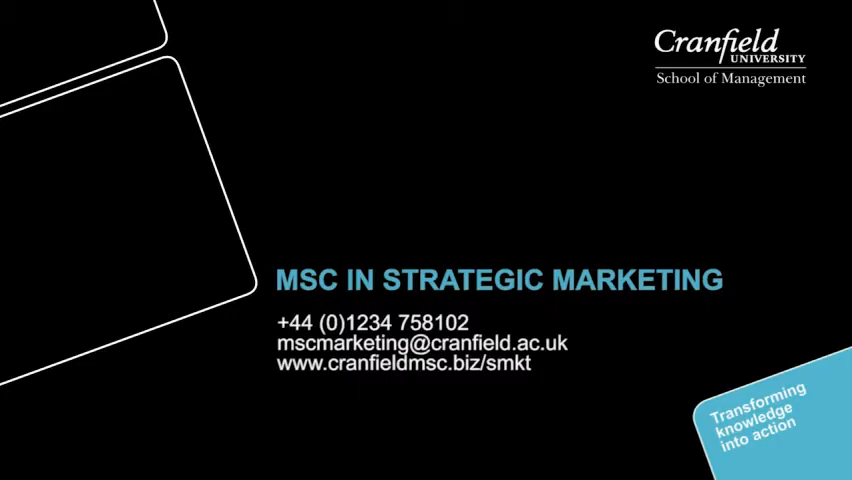 Cranfield
UNIVERSITY
School of Management
MSC IN STRATEGIC MARKETING
+44 (0)1234 758102
mscmarketing@cranfield.ac.uk
www.cranfieldmsc.biz/smkt
Transforming
knowledge
into action